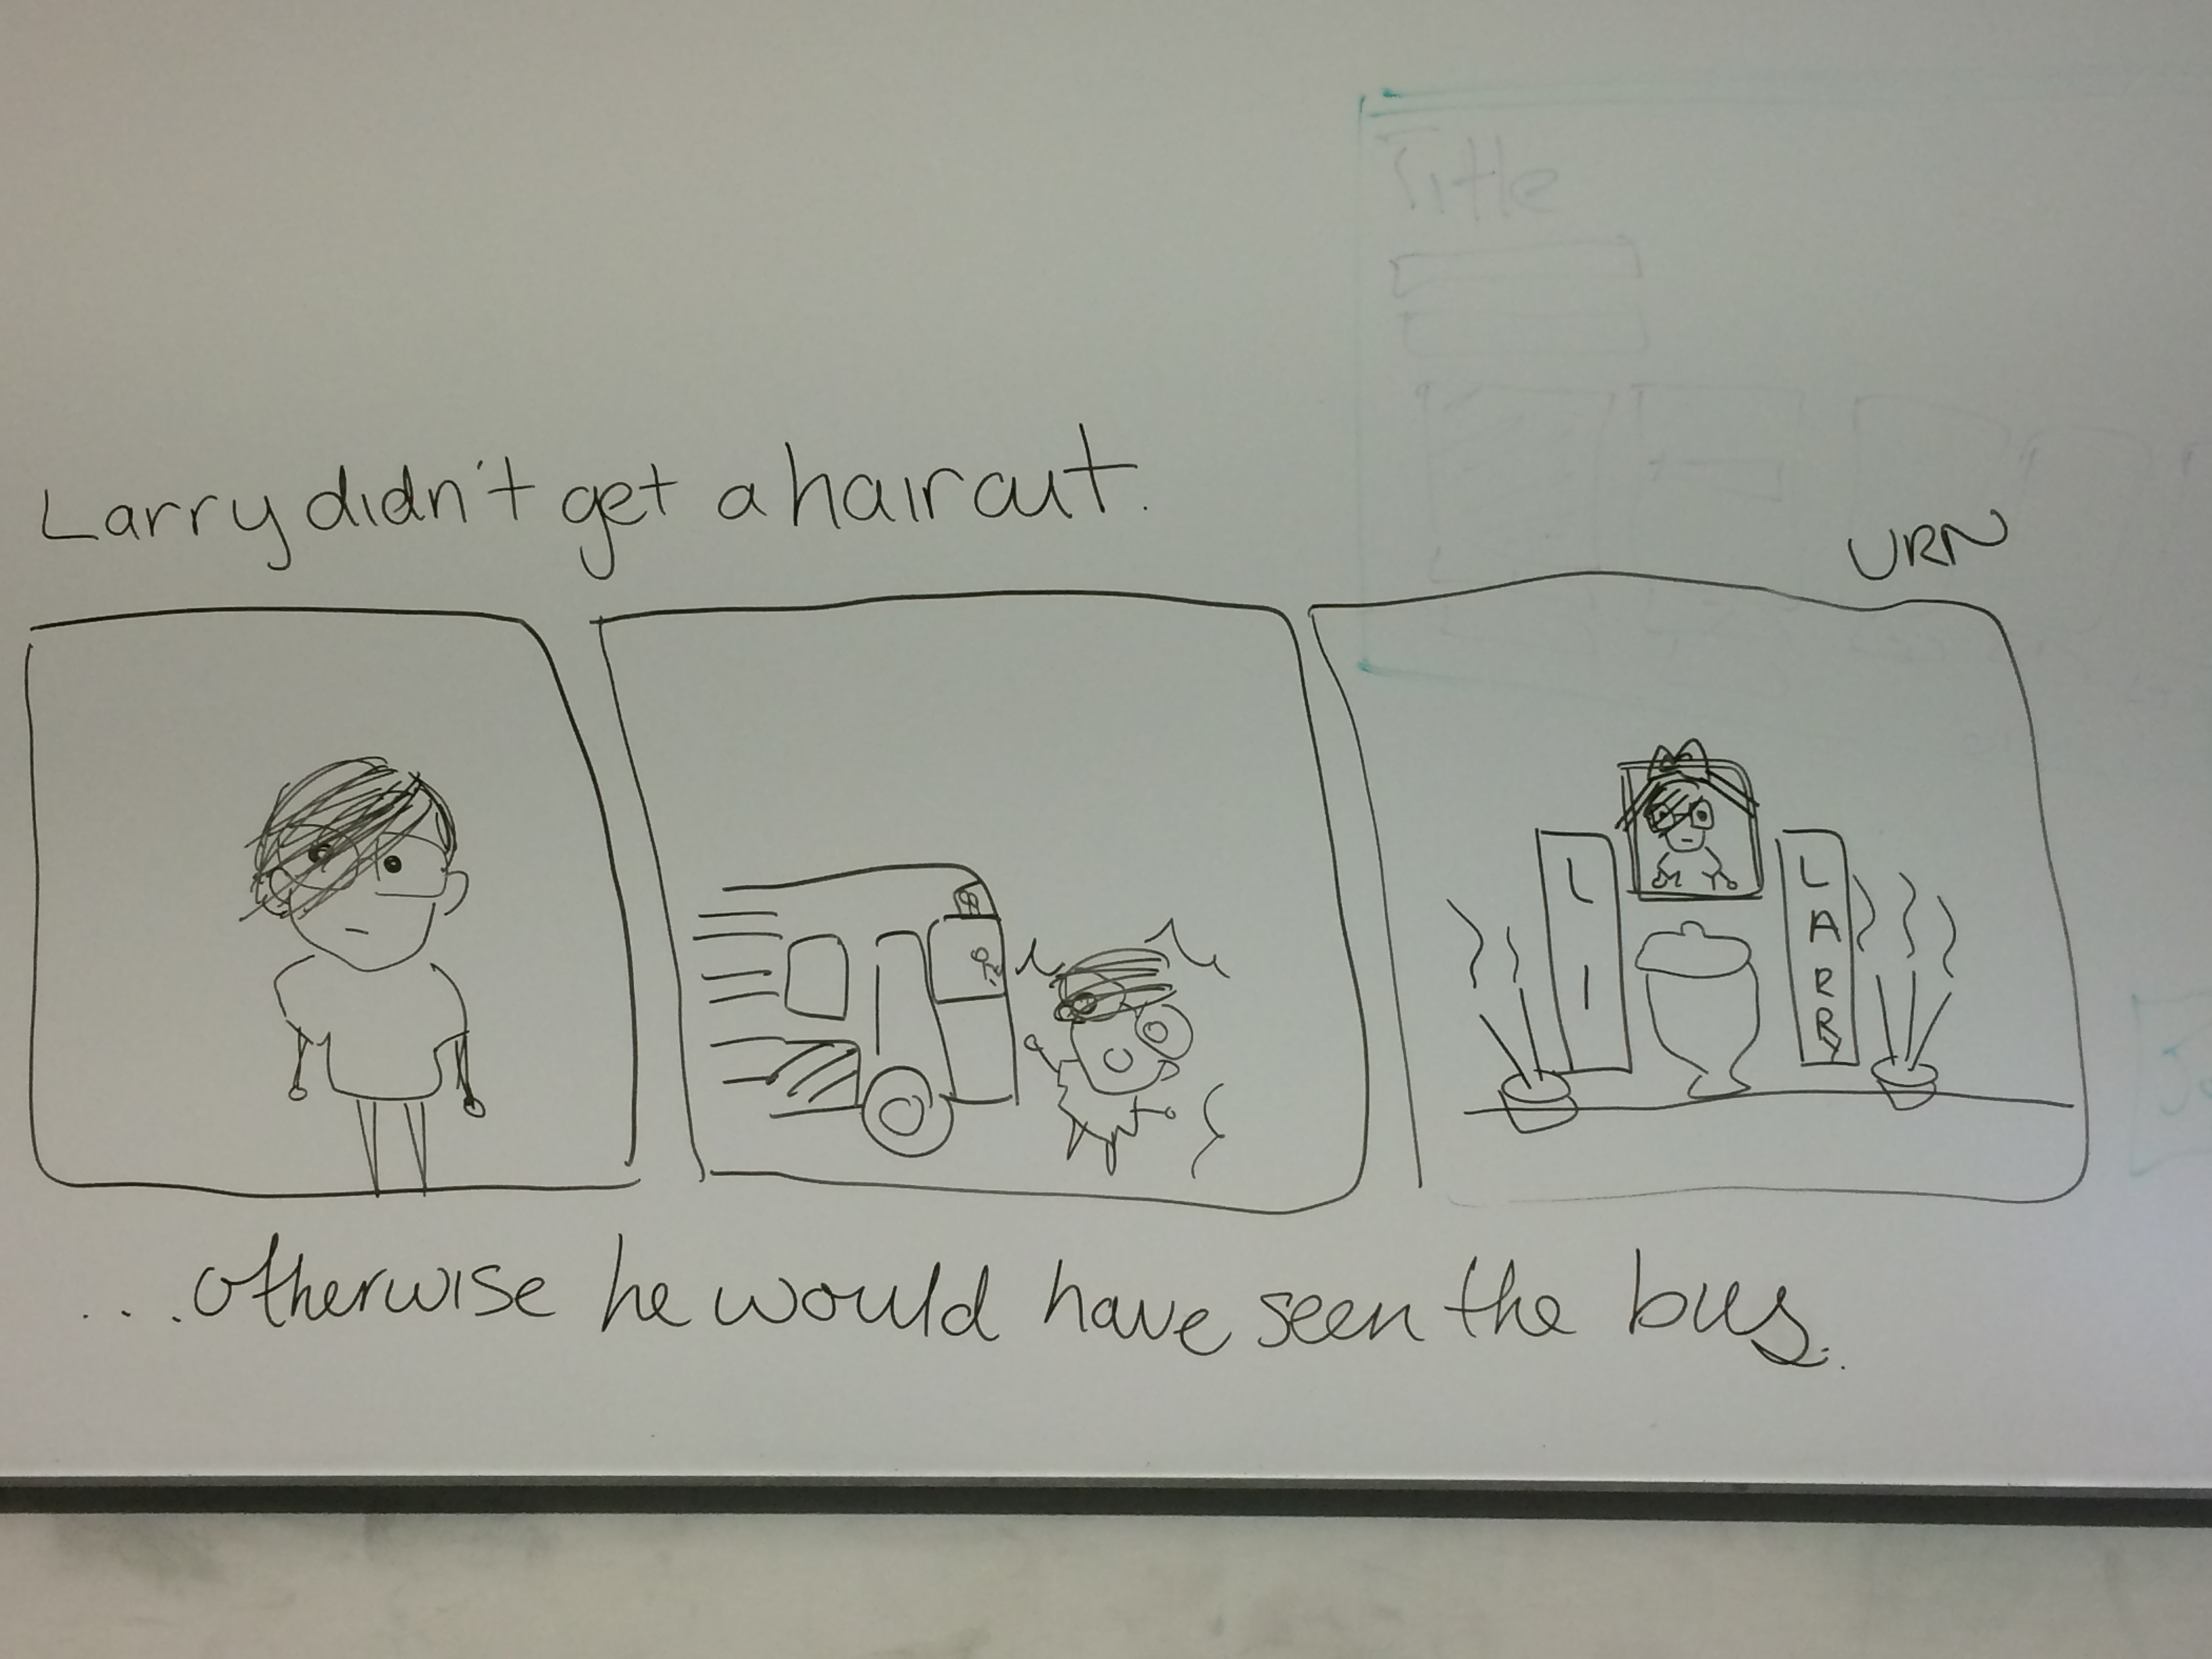 Title
Larry didn't get a haircut.
URN
L I
LARRY
...otherwise he would have seen the bus.